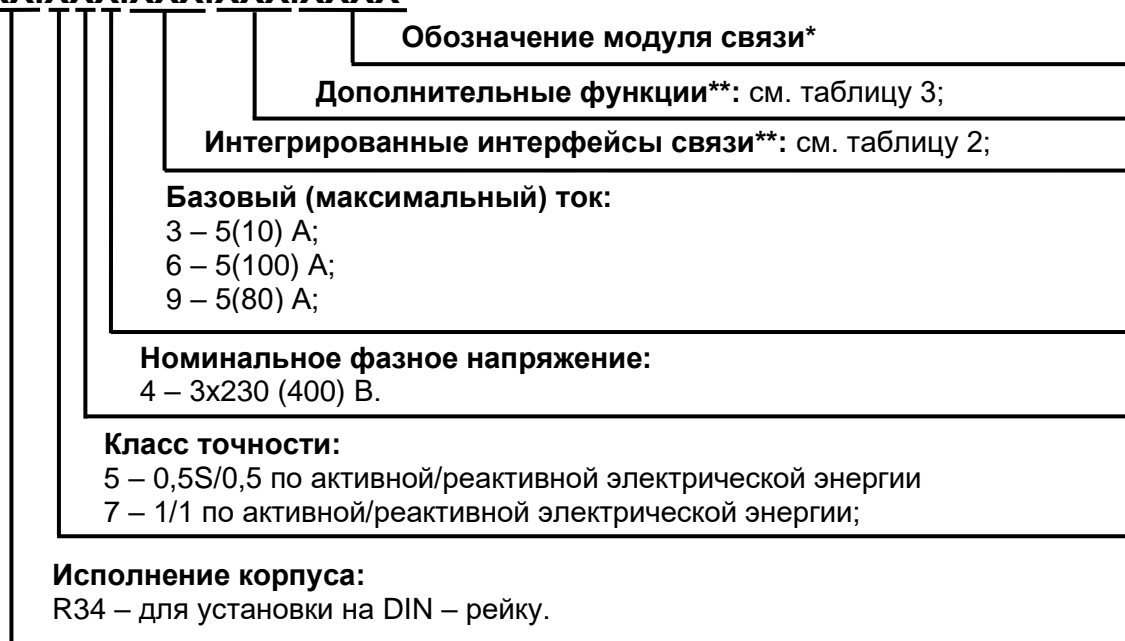 Обозначение модуля связи*
Дополнительные функции**: см. таблицу 3;
Интегрированные интерфейсы связи**: см. таблицу 2;
Базовый (максимальный) ток:
3 – 5(10) А;
6 – 5(100) А;
9 – 5(80) А;
Номинальное фазное напряжение:
4 – 3х230 (400) В.
Класс точности:
5 – 0,5S/0,5 по активной/реактивной электрической энергии
7 – 1/1 по активной/реактивной электрической энергии;
Исполнение корпуса:
R34 – для установки на DIN – рейку.